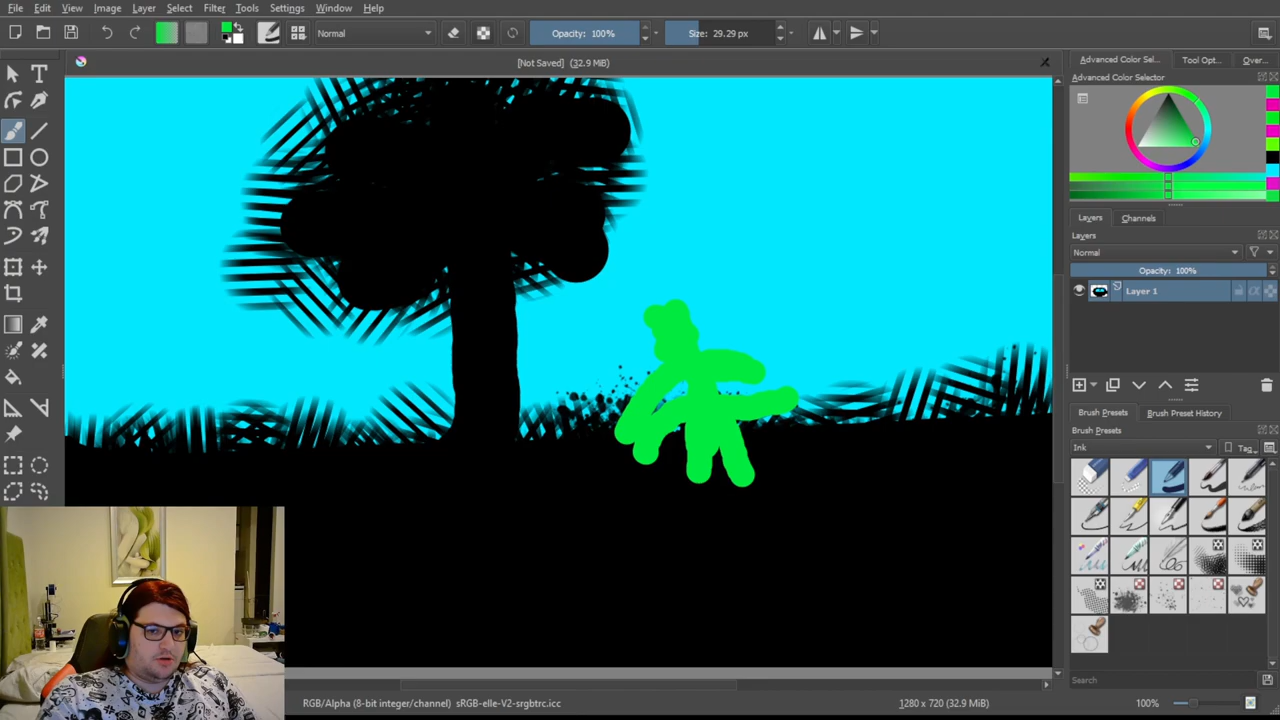 File Edit View Image Layer Select Filter Tools Settings Window Help
Normal Opacity: 100% Size: 29.29 px
[Not Saved] (32.9 MiB)
Advanced Color Sel... Tool Opt... Over...
Advanced Color Selector
Layers Channels
Layers
Normal
Opacity: 100%
Layer 1
Brush Presets Brush Preset History
Brush Presets
Ink Tag
Search
RGB/Alpha (8-bit integer/channel) sRGB-elle-V2-srgbtrc.icc 1280 x 720 (32.9 MiB) 100%